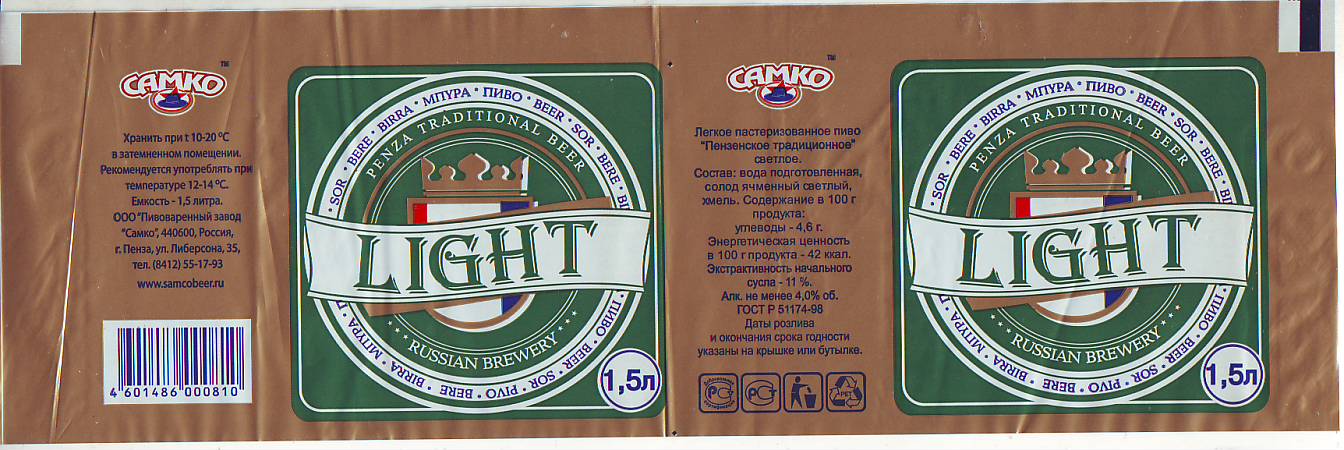 САМКО
TM
Хранить при t 10-20 °С
в затемненном помещении.
Рекомендуется употреблять при
температуре 12-14 °С.
Емкость - 1,5 литра.
ООО "Пивоваренный завод
"Самко", 440600, Россия,
г. Пенза, ул. Либерсона, 35,
тел. (8412) 55-17-93
www.samcobeer.ru
4 601486 000810
SOR · BERE · BIRRA · МПУРА · ПИВО · BEER · SOR · BERE ·
PENZA TRADITIONAL BEER
LIGHT
RUSSIAN BREWERY
МПУРА · BIRRA · BERE · PIVO · SOR · BEER · ПИВО
1,5л
САМКО
TM
Легкое пастеризованное пиво
"Пензенское традиционное"
светлое.
Состав: вода подготовленная,
солод ячменный светлый,
хмель. Содержание в 100 г
продукта:
углеводы - 4,6 г.
Энергетическая ценность
в 100 г продукта - 42 ккал.
Экстрактивность начального
сусла - 11 %.
Алк. не менее 4,0% об.
ГОСТ Р 51174-98
Даты розлива
и окончания срока годности
указаны на крышке или бутылке.
PET
SOR · BERE · BIRRA · МПУРА · ПИВО · BEER · SOR · BERE ·
PENZA TRADITIONAL BEER
LIGHT
RUSSIAN BREWERY
МПУРА · BIRRA · BERE · PIVO · SOR · BEER · ПИВО
1,5л